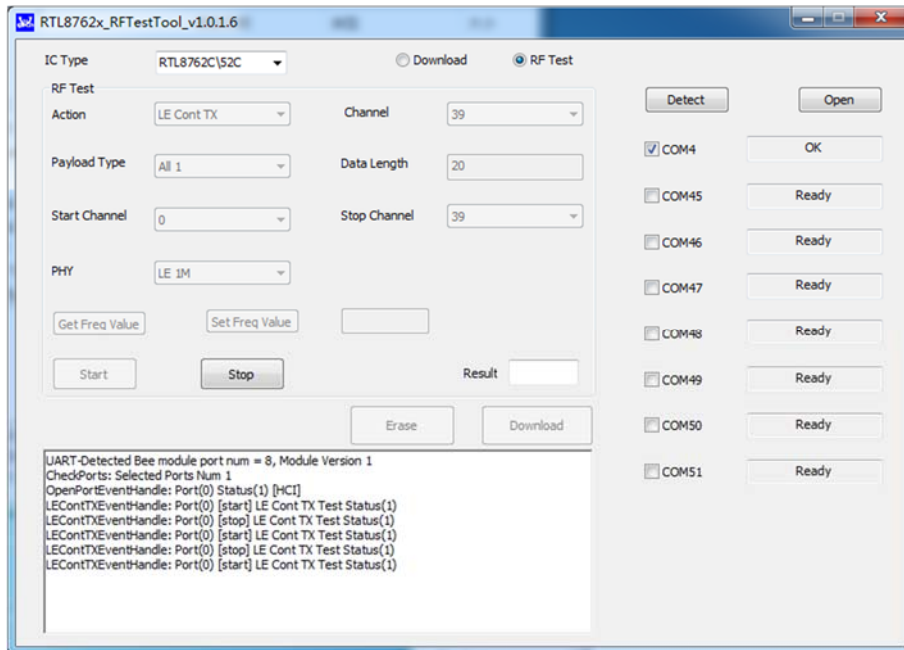 RTL8762x_RFTestTool_v1.0.1.6
IC Type RTL8762C\52C Download RF Test
RF Test
Action LE Cont TX Channel 39
Payload Type All 1 Data Length 20
Start Channel 0 Stop Channel 39
PHY LE 1M
Get Freq Value Set Freq Value
Start Stop Result
Erase Download
Detect Open
COM4 OK
COM45 Ready
COM46 Ready
COM47 Ready
COM48 Ready
COM49 Ready
COM50 Ready
COM51 Ready
UART-Detected Bee module port num = 8, Module Version 1
CheckPorts: Selected Ports Num 1
OpenPortEventHandle: Port(0) Status(1) [HCI]
LEContTXEventHandle: Port(0) [start] LE Cont TX Test Status(1)
LEContTXEventHandle: Port(0) [stop] LE Cont TX Test Status(1)
LEContTXEventHandle: Port(0) [start] LE Cont TX Test Status(1)
LEContTXEventHandle: Port(0) [stop] LE Cont TX Test Status(1)
LEContTXEventHandle: Port(0) [start] LE Cont TX Test Status(1)